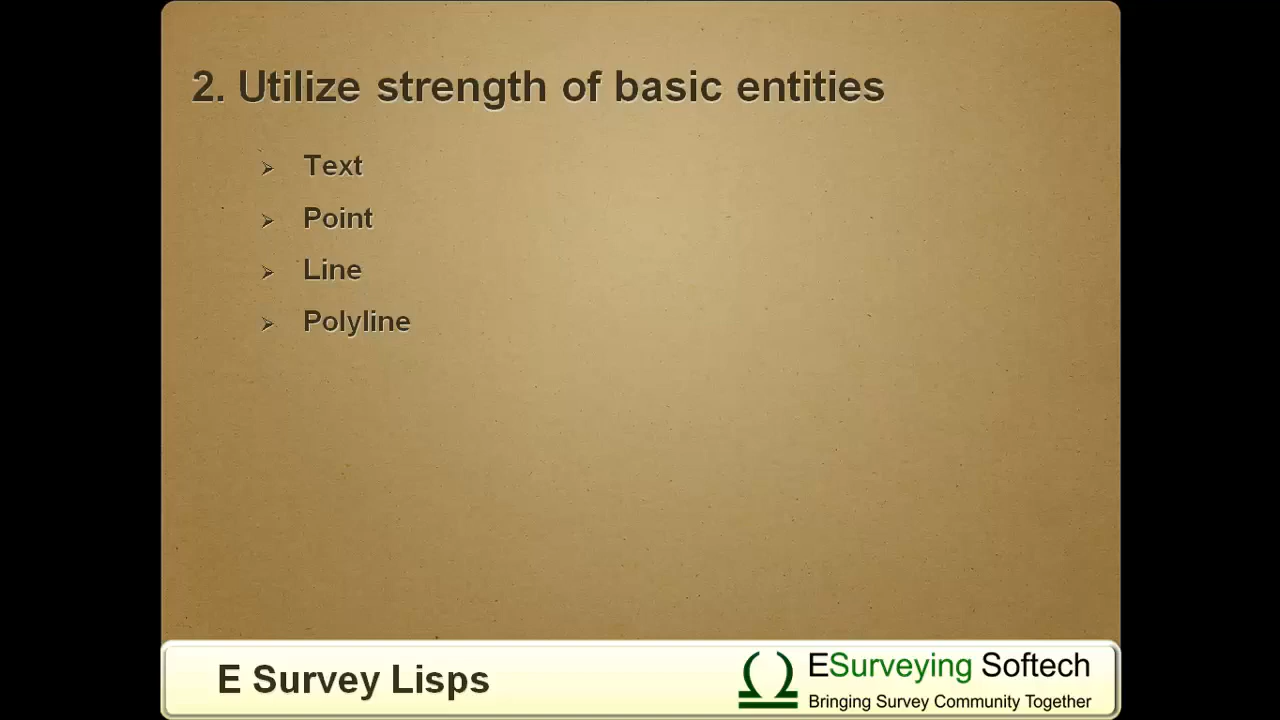 2. Utilize strength of basic entities
Text
Point
Line
Polyline
E Survey Lisps
ESurveying Softech
Bringing Survey Community Together